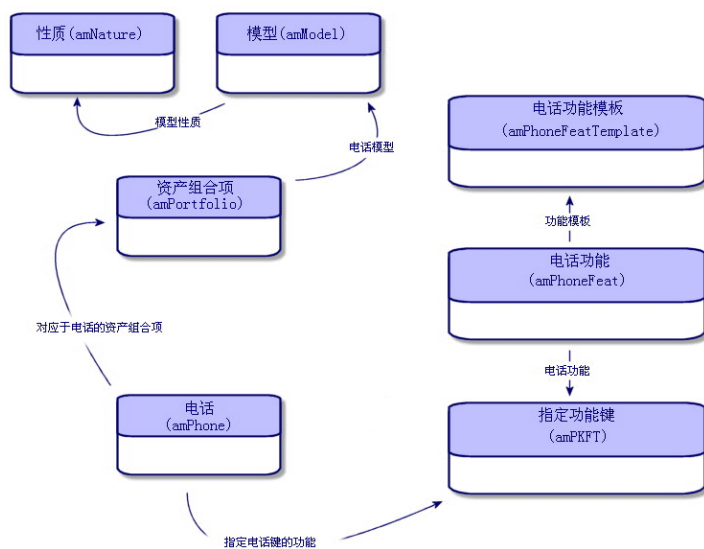 性质(amNature)
模型(amModel)
模型性质
电话模型
电话功能模板
(amPhoneFeatTemplate)
资产组合项
(amPortfolio)
功能模板
电话功能
(amPhoneFeat)
对应于电话的资产组合项
电话功能
电话
(amPhone)
指定功能键
(amPKFT)
指定电话键的功能